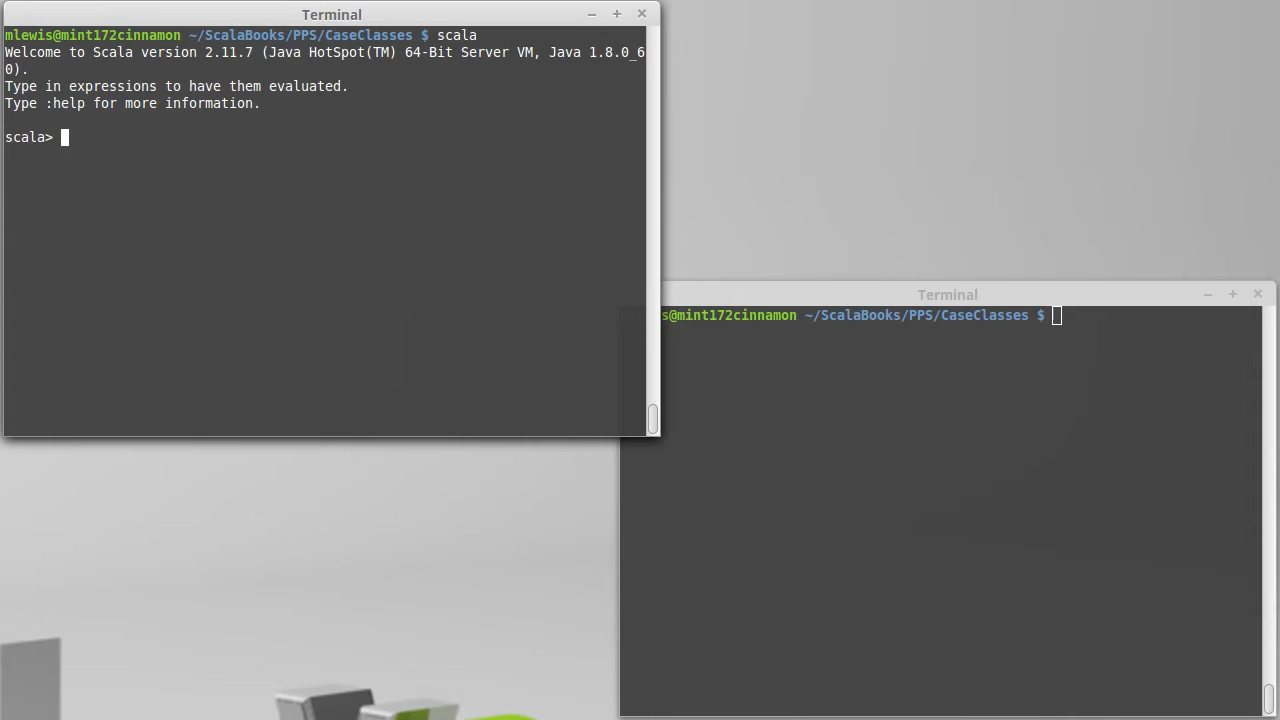 Terminal
mlewis@mint172cinnamon ~/ScalaBooks/PPS/CaseClasses $ scala
Welcome to Scala version 2.11.7 (Java HotSpot(TM) 64-Bit Server VM, Java 1.8.0_6
0).
Type in expressions to have them evaluated.
Type :help for more information.
scala>
Terminal
s@mint172cinnamon ~/ScalaBooks/PPS/CaseClasses $